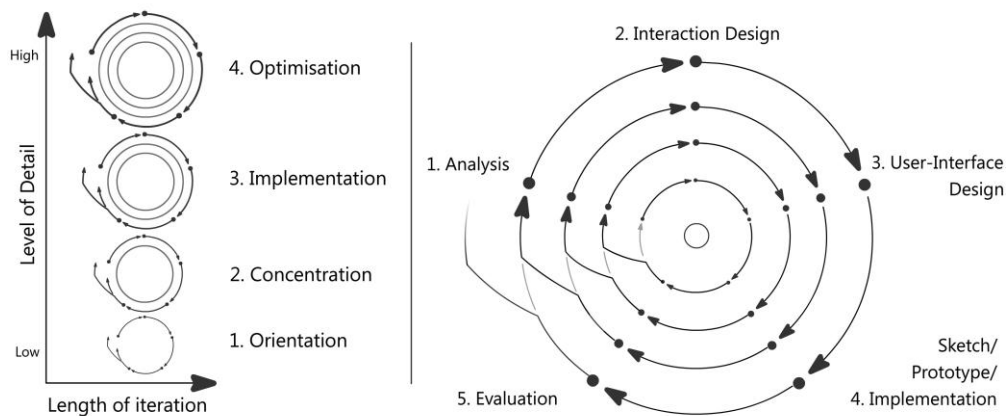 High
Level of Detail
Low
Length of iteration
4. Optimisation
3. Implementation
2. Concentration
1. Orientation
2. Interaction Design
1. Analysis
3. User-Interface
Design
Sketch/
Prototype/
4. Implementation
5. Evaluation